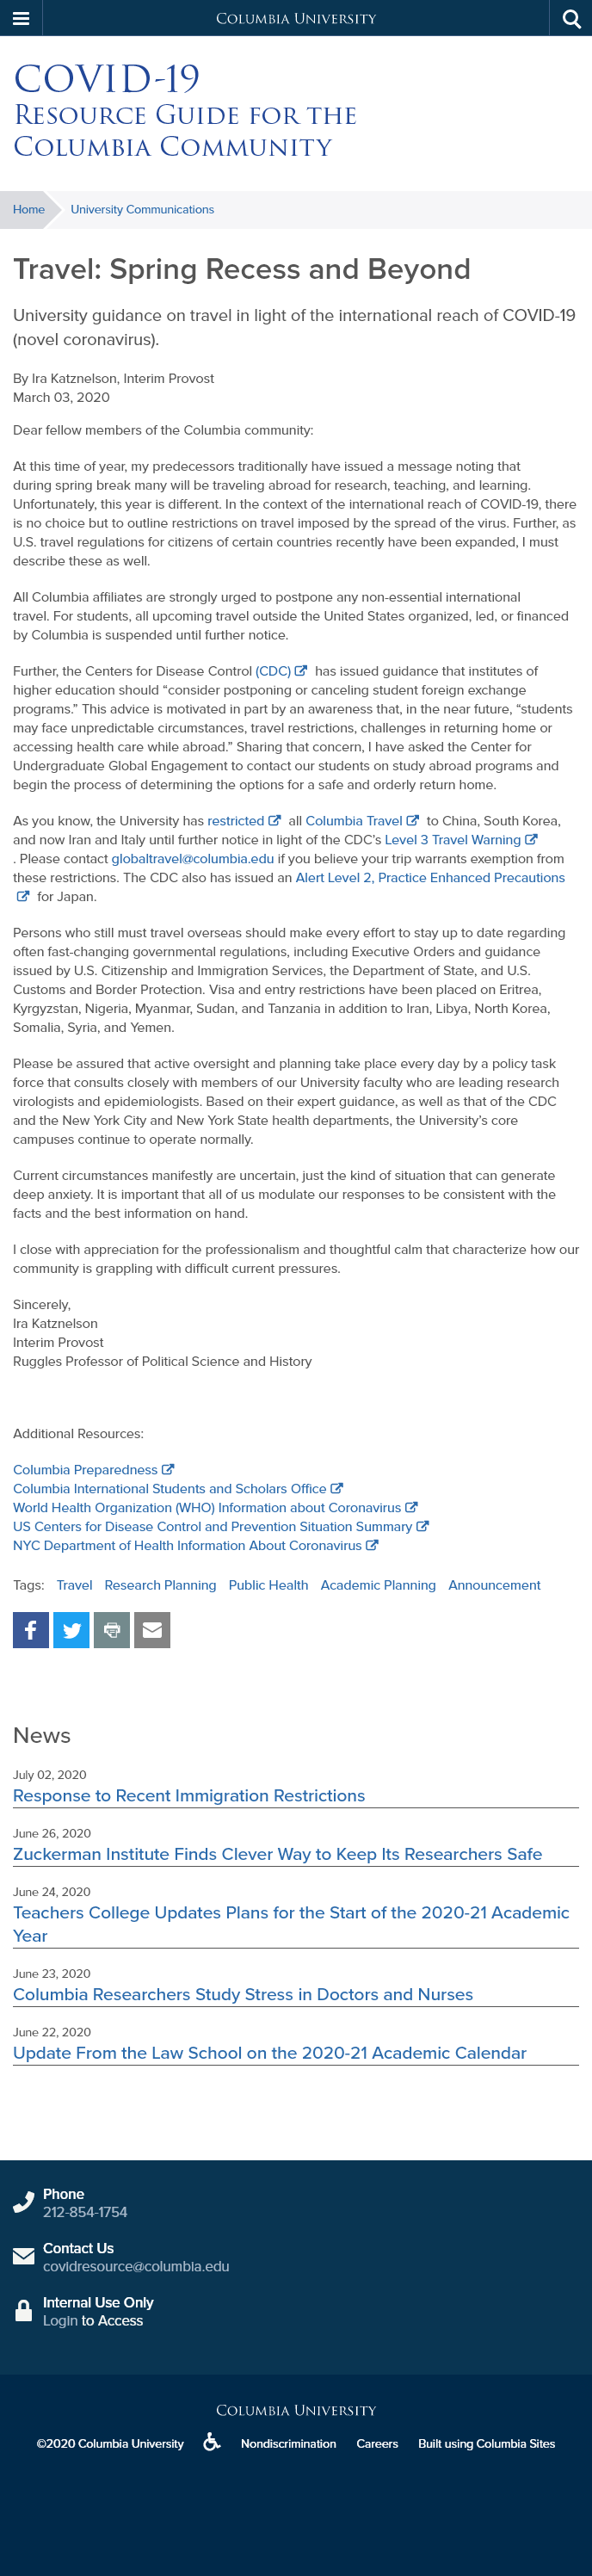 COLUMBIA UNIVERSITY
COVID-19
RESOURCE GUIDE FOR THE
COLUMBIA COMMUNITY
Home University Communications
Travel: Spring Recess and Beyond
University guidance on travel in light of the international reach of COVID-19
(novel coronavirus).
By Ira Katznelson, Interim Provost
March 03, 2020
Dear fellow members of the Columbia community:
At this time of year, my predecessors traditionally have issued a message noting that
during spring break many will be traveling abroad for research, teaching, and learning.
Unfortunately, this year is different. In the context of the international reach of COVID-19, there
is no choice but to outline restrictions on travel imposed by the spread of the virus. Further, as
U.S. travel regulations for citizens of certain countries recently have been expanded, I must
describe these as well.
All Columbia affiliates are strongly urged to postpone any non-essential international
travel. For students, all upcoming travel outside the United States organized, led, or financed
by Columbia is suspended until further notice.
Further, the Centers for Disease Control (CDC) has issued guidance that institutes of
higher education should “consider postponing or canceling student foreign exchange
programs.” This advice is motivated in part by an awareness that, in the near future, “students
may face unpredictable circumstances, travel restrictions, challenges in returning home or
accessing health care while abroad.” Sharing that concern, I have asked the Center for
Undergraduate Global Engagement to contact our students on study abroad programs and
begin the process of determining the options for a safe and orderly return home.
As you know, the University has restricted all Columbia Travel to China, South Korea,
and now Iran and Italy until further notice in light of the CDC’s Level 3 Travel Warning
. Please contact globaltravel@columbia.edu if you believe your trip warrants exemption from
these restrictions. The CDC also has issued an Alert Level 2, Practice Enhanced Precautions
for Japan.
Persons who still must travel overseas should make every effort to stay up to date regarding
often fast-changing governmental regulations, including Executive Orders and guidance
issued by U.S. Citizenship and Immigration Services, the Department of State, and U.S.
Customs and Border Protection. Visa and entry restrictions have been placed on Eritrea,
Kyrgyzstan, Nigeria, Myanmar, Sudan, and Tanzania in addition to Iran, Libya, North Korea,
Somalia, Syria, and Yemen.
Please be assured that active oversight and planning take place every day by a policy task
force that consults closely with members of our University faculty who are leading research
virologists and epidemiologists. Based on their expert guidance, as well as that of the CDC
and the New York City and New York State health departments, the University’s core
campuses continue to operate normally.
Current circumstances manifestly are uncertain, just the kind of situation that can generate
deep anxiety. It is important that all of us modulate our responses to be consistent with the
facts and the best information on hand.
I close with appreciation for the professionalism and thoughtful calm that characterize how our
community is grappling with difficult current pressures.
Sincerely,
Ira Katznelson
Interim Provost
Ruggles Professor of Political Science and History
Additional Resources:
Columbia Preparedness
Columbia International Students and Scholars Office
World Health Organization (WHO) Information about Coronavirus
US Centers for Disease Control and Prevention Situation Summary
NYC Department of Health Information About Coronavirus
Tags: Travel Research Planning Public Health Academic Planning Announcement
News
July 02, 2020
Response to Recent Immigration Restrictions
June 26, 2020
Zuckerman Institute Finds Clever Way to Keep Its Researchers Safe
June 24, 2020
Teachers College Updates Plans for the Start of the 2020-21 Academic
Year
June 23, 2020
Columbia Researchers Study Stress in Doctors and Nurses
June 22, 2020
Update From the Law School on the 2020-21 Academic Calendar
Phone
212-854-1754
Contact Us
covidresource@columbia.edu
Internal Use Only
Login to Access
COLUMBIA UNIVERSITY
©2020 Columbia University Nondiscrimination Careers Built using Columbia Sites